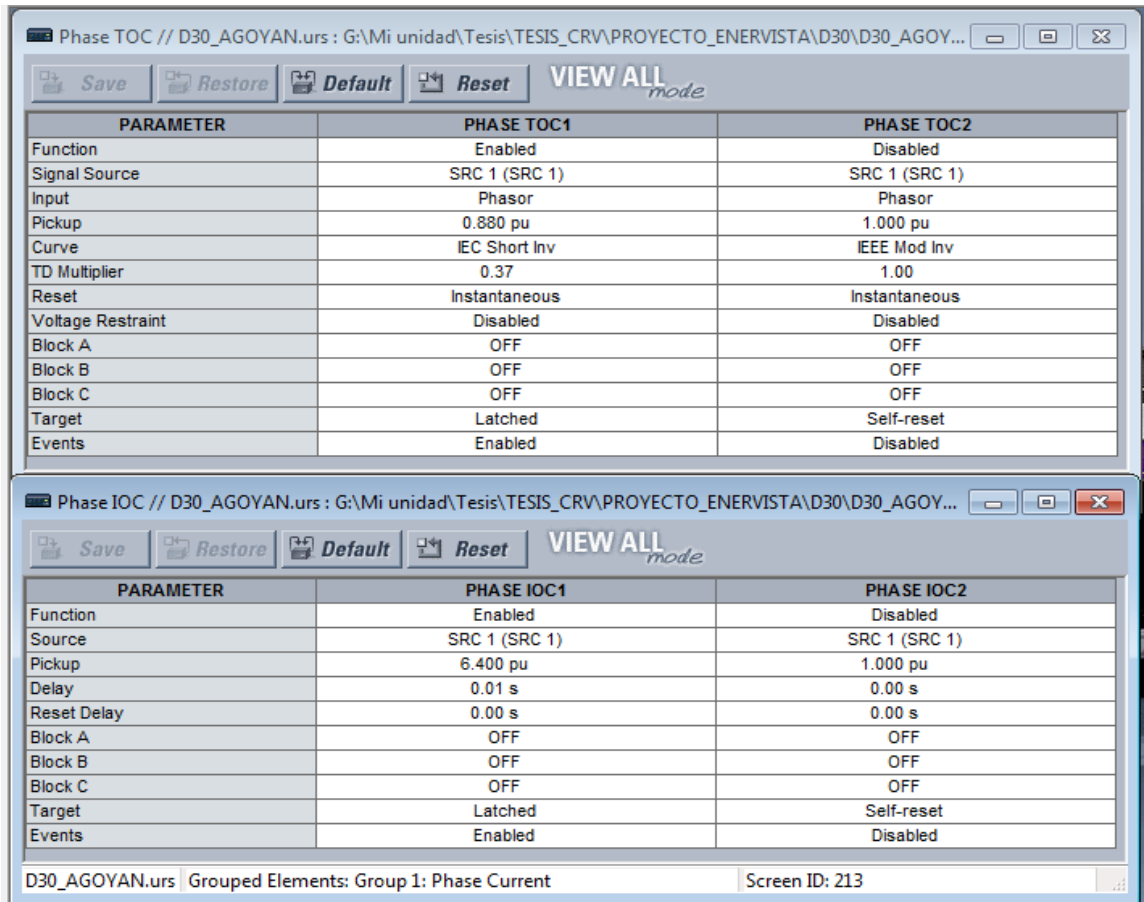 Phase TOC // D30_AGOYAN.urs : G:\Mi unidad\Tesis\TESIS_CRV\PROYECTO_ENERVISTA\D30\D30_AGOY...
Save Restore Default Reset VIEW ALL mode
PARAMETER PHASE TOC1 PHASE TOC2
Function Enabled Disabled
Signal Source SRC 1 (SRC 1) SRC 1 (SRC 1)
Input Phasor Phasor
Pickup 0.880 pu 1.000 pu
Curve IEC Short Inv IEEE Mod Inv
TD Multiplier 0.37 1.00
Reset Instantaneous Instantaneous
Voltage Restraint Disabled Disabled
Block A OFF OFF
Block B OFF OFF
Block C OFF OFF
Target Latched Self-reset
Events Enabled Disabled
Phase IOC // D30_AGOYAN.urs : G:\Mi unidad\Tesis\TESIS_CRV\PROYECTO_ENERVISTA\D30\D30_AGOY...
Save Restore Default Reset VIEW ALL mode
PARAMETER PHASE IOC1 PHASE IOC2
Function Enabled Disabled
Source SRC 1 (SRC 1) SRC 1 (SRC 1)
Pickup 6.400 pu 1.000 pu
Delay 0.01 s 0.00 s
Reset Delay 0.00 s 0.00 s
Block A OFF OFF
Block B OFF OFF
Block C OFF OFF
Target Latched Self-reset
Events Enabled Disabled
D30_AGOYAN.urs Grouped Elements: Group 1: Phase Current Screen ID: 213